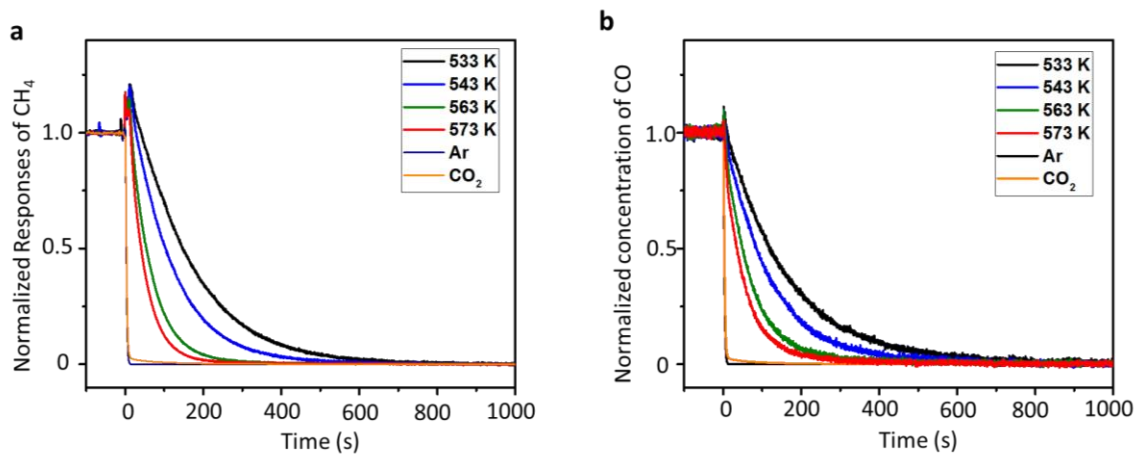 a
Normalized Responses of CH₄
1.0
0.5
0
0
200
400
600
800
1000
Time (s)
533 K
543 K
563 K
573 K
Ar
CO₂
b
Normalized concentration of CO
1.0
0.5
0
0
200
400
600
800
1000
Time (s)
533 K
543 K
563 K
573 K
Ar
CO₂